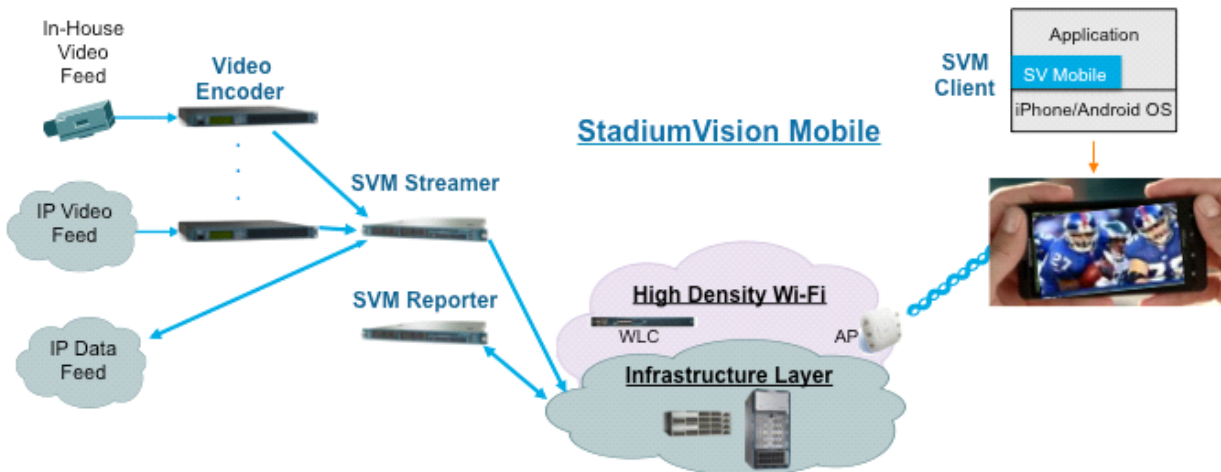 In-House
Video
Feed
Video
Encoder
IP Video
Feed
IP Data
Feed
SVM Streamer
SVM Reporter
StadiumVision Mobile
High Density Wi-Fi
WLC
AP
Infrastructure Layer
SVM
Client
Application
SV Mobile
iPhone/Android OS
27